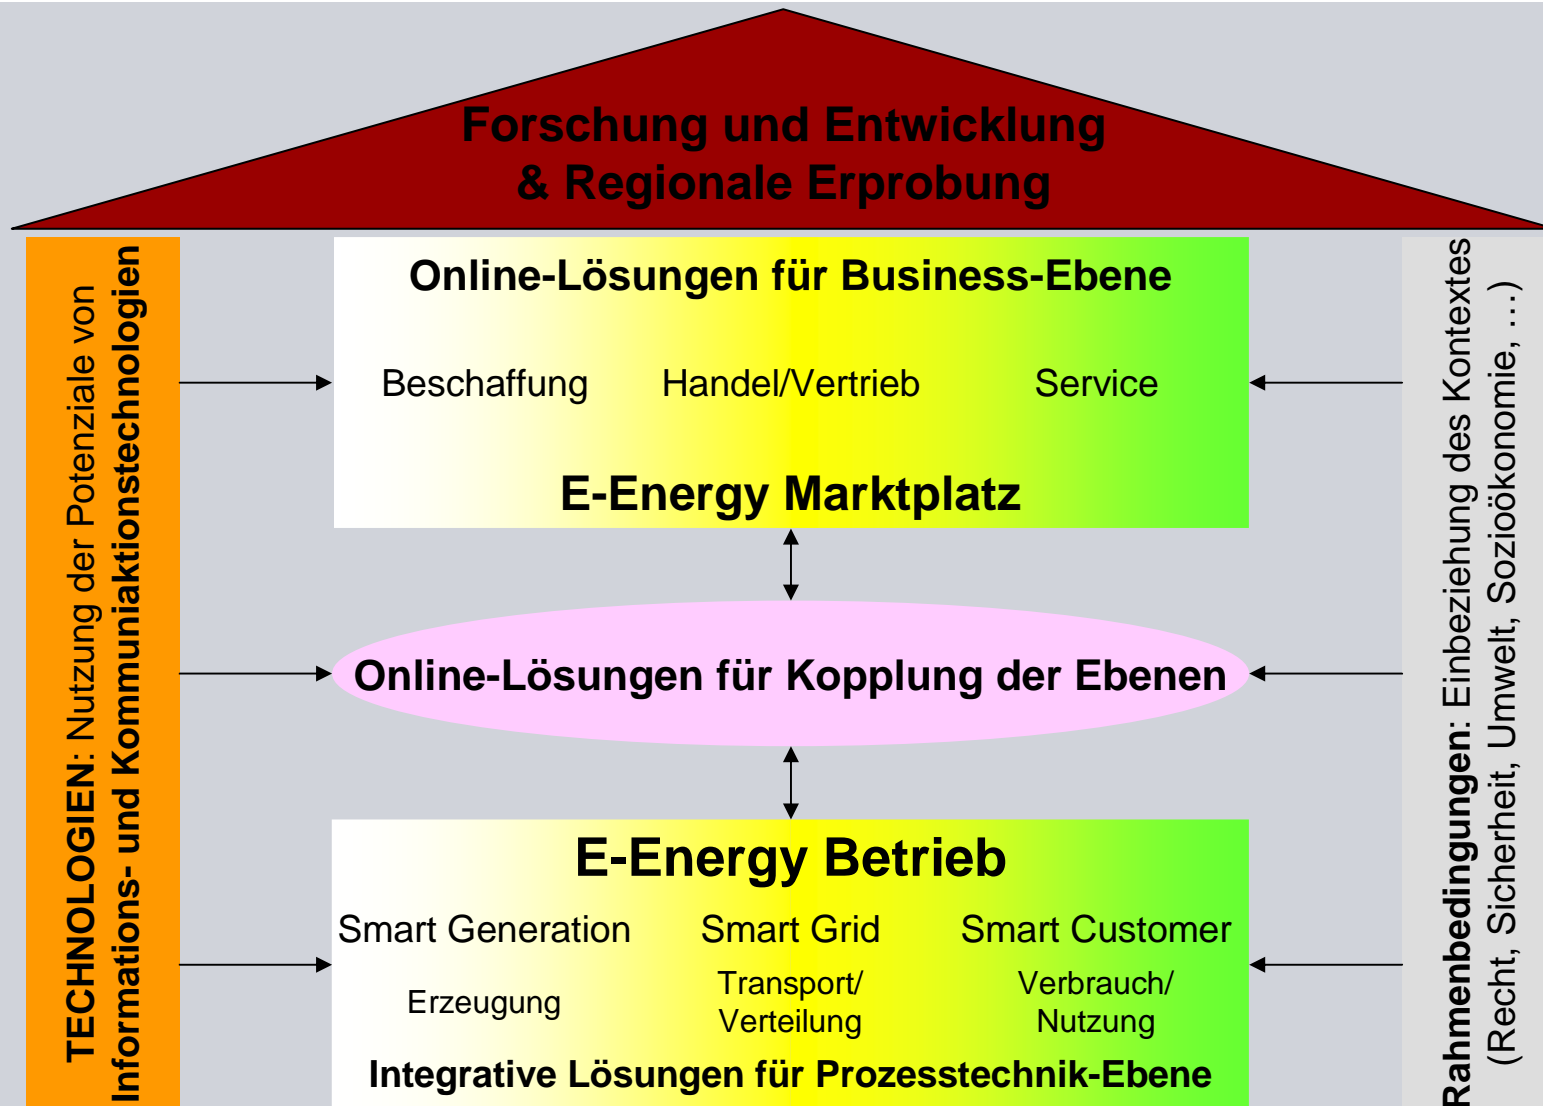 Forschung und Entwicklung
& Regionale Erprobung
TECHNOLOGIEN: Nutzung der Potenziale von
Informations- und Kommuniaktionstechnologien
Online-Lösungen für Business-Ebene
Beschaffung Handel/Vertrieb Service
E-Energy Marktplatz
Online-Lösungen für Kopplung der Ebenen
E-Energy Betrieb
Smart Generation Smart Grid Smart Customer
Erzeugung Transport/ Verbrauch/
Verteilung Nutzung
Integrative Lösungen für Prozesstechnik-Ebene
Rahmenbedingungen: Einbeziehung des Kontextes
(Recht, Sicherheit, Umwelt, Sozioökonomie, …)